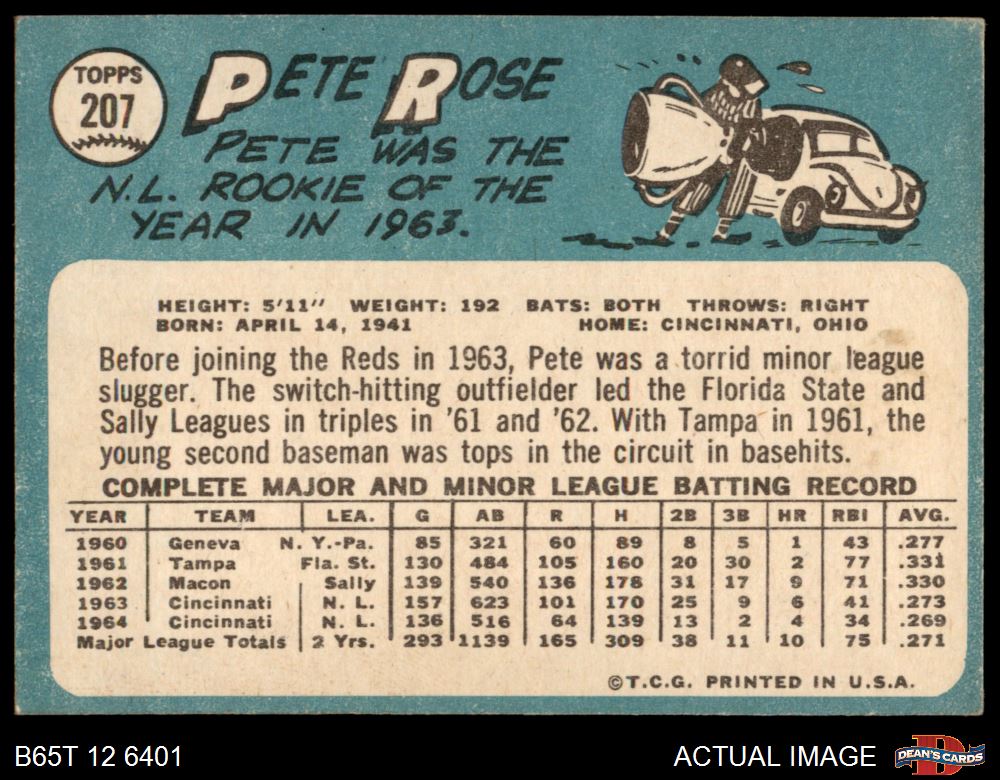 TOPPS
207
PETE ROSE
PETE WAS THE
N.L. ROOKIE OF THE
YEAR IN 1963.
HEIGHT: 5'11" WEIGHT: 192 BATS: BOTH THROWS: RIGHT
BORN: APRIL 14, 1941 HOME: CINCINNATI, OHIO
Before joining the Reds in 1963, Pete was a torrid minor league
slugger. The switch-hitting outfielder led the Florida State and
Sally Leagues in triples in '61 and '62. With Tampa in 1961, the
young second baseman was tops in the circuit in basehits.
COMPLETE MAJOR AND MINOR LEAGUE BATTING RECORD
YEAR TEAM LEA. G AB R H 2B 3B HR RBI AVG.
1960 Geneva N. Y.-Pa. 85 321 60 89 8 5 1 43 .277
1961 Tampa Fla. St. 130 484 105 160 20 30 2 77 .331
1962 Macon Sally 139 540 136 178 31 17 9 71 .330
1963 Cincinnati N. L. 157 623 101 170 25 9 6 41 .273
1964 Cincinnati N. L. 136 516 64 139 13 2 4 34 .269
Major League Totals 2 Yrs. 293 1139 165 309 38 11 10 75 .271
©T.C.G. PRINTED IN U.S.A.
B65T 12 6401 ACTUAL IMAGE
D
DEAN'S CARDS